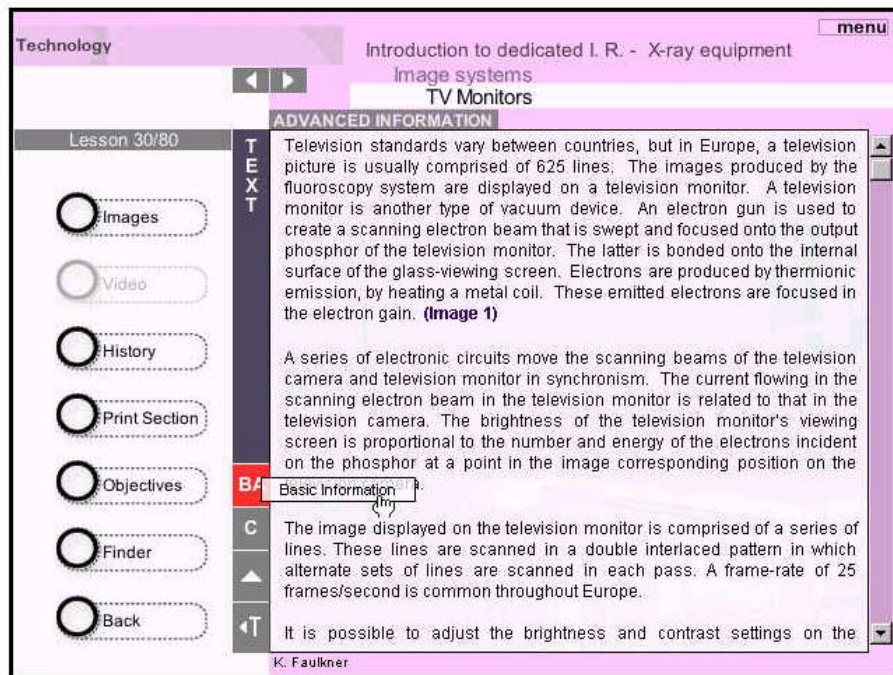 menu
Technology
Introduction to dedicated I. R. - X-ray equipment
Image systems
TV Monitors
ADVANCED INFORMATION
Lesson 30/80
Images
Video
History
Print Section
Objectives
Finder
Back
TEXT
BA
C
T
Television standards vary between countries, but in Europe, a television
picture is usually comprised of 625 lines. The images produced by the
fluoroscopy system are displayed on a television monitor. A television
monitor is another type of vacuum device. An electron gun is used to
create a scanning electron beam that is swept and focused onto the output
phosphor of the television monitor. The latter is bonded onto the internal
surface of the glass-viewing screen. Electrons are produced by thermionic
emission, by heating a metal coil. These emitted electrons are focused in
the electron gain. (Image 1)
A series of electronic circuits move the scanning beams of the television
camera and television monitor in synchronism. The current flowing in the
scanning electron beam in the television monitor is related to that in the
television camera. The brightness of the television monitor's viewing
screen is proportional to the number and energy of the electrons incident
on the phosphor at a point in the image corresponding position on the
Basic Information
The image displayed on the television monitor is comprised of a series of
lines. These lines are scanned in a double interlaced pattern in which
alternate sets of lines are scanned in each pass. A frame-rate of 25
frames/second is common throughout Europe.
It is possible to adjust the brightness and contrast settings on the
K. Faulkner